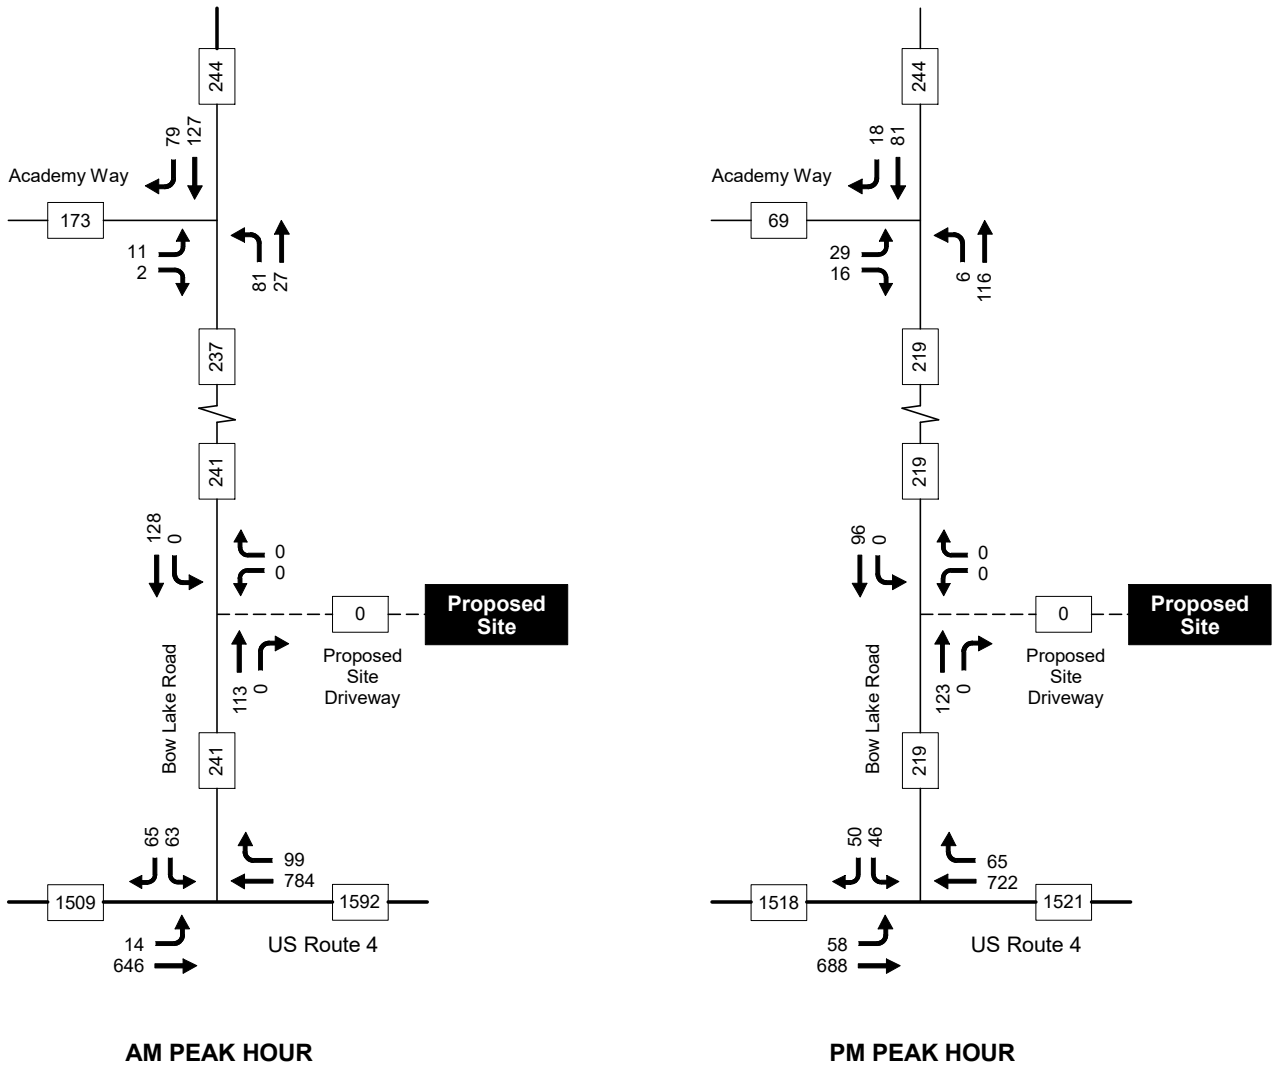 244
79
127
Academy Way
173
11
2
81
27
237
241
128
0
0
0
0
Proposed
Site
113
0
Proposed
Site
Driveway
Bow Lake Road
241
65
63
99
784
1509
1592
14
646
US Route 4
AM PEAK HOUR
244
18
81
Academy Way
69
29
16
6
116
219
219
96
0
0
0
0
Proposed
Site
123
0
Proposed
Site
Driveway
Bow Lake Road
219
50
46
65
722
1518
1521
58
688
US Route 4
PM PEAK HOUR